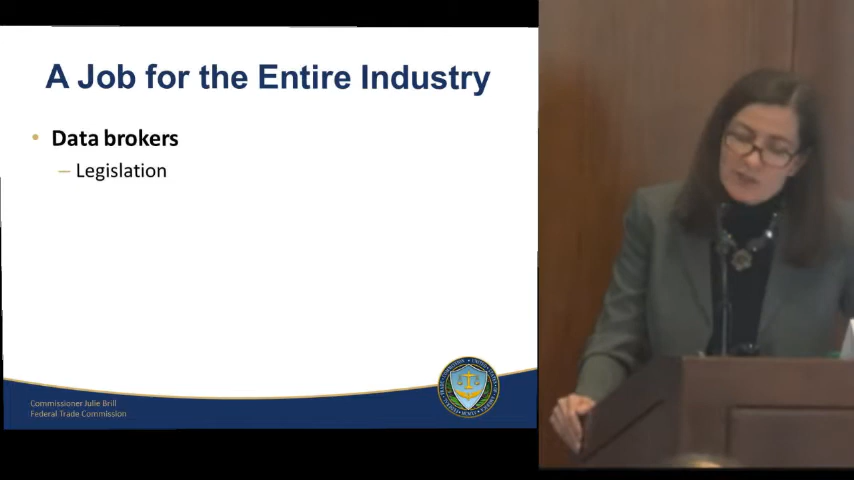 A Job for the Entire Industry
• Data brokers
– Legislation
Commissioner Julie Brill
Federal Trade Commission